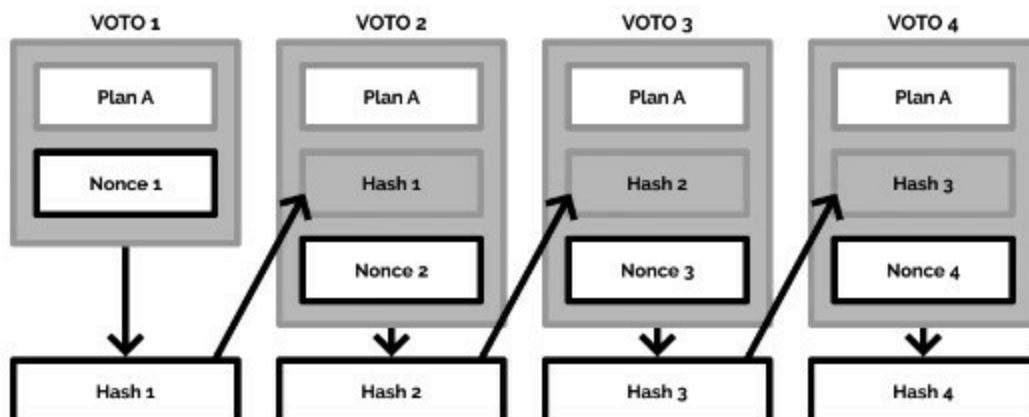 VOTO 1
Plan A
Nonce 1
Hash 1
VOTO 2
Plan A
Hash 1
Nonce 2
Hash 2
VOTO 3
Plan A
Hash 2
Nonce 3
Hash 3
VOTO 4
Plan A
Hash 3
Nonce 4
Hash 4